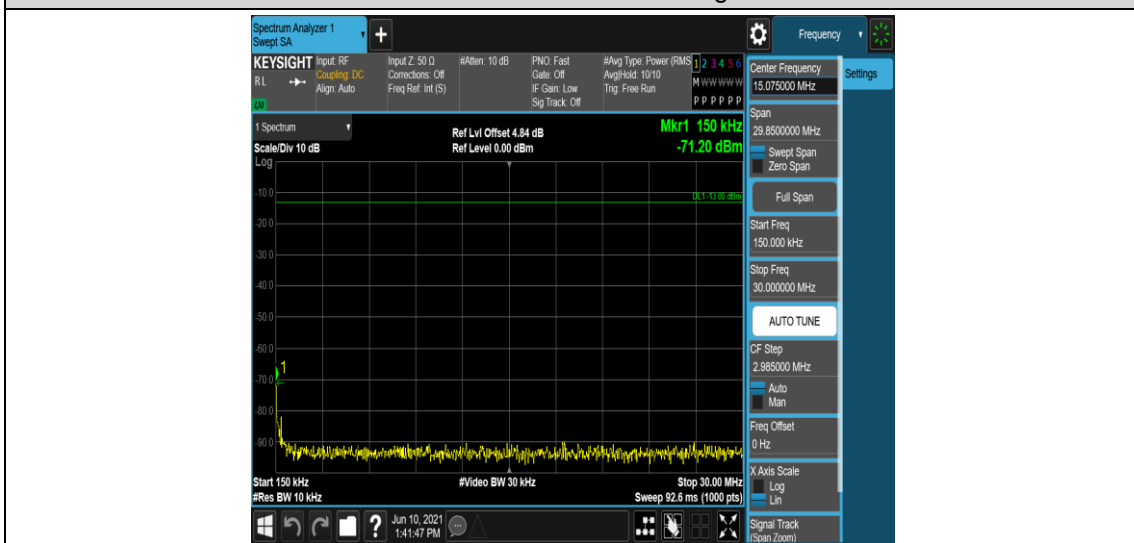 Spectrum Analyzer 1
Swept SA
+
Frequency
KEYSIGHT
RL
LXI
Input: RF
Coupling: DC
Align: Auto
Input Z: 50 Ω
Corrections: Off
Freq Ref: Int (S)
#Atten: 10 dB
PNO: Fast
Gate: Off
IF Gain: Low
Sig Track: Off
#Avg Type: Power (RMS
Avg|Hold: 10/10
Trig: Free Run
1 2 3 4 5 6
M W W W W W
P P P P P P
1 Spectrum
Scale/Div 10 dB
Log
Ref Lvl Offset 4.84 dB
Ref Level 0.00 dBm
Mkr1 150 kHz
-71.20 dBm
DL1 -13.00 dBm
-10.0
-20.0
-30.0
-40.0
-50.0
-60.0
1
-70.0
-80.0
-90.0
Start 150 kHz
#Res BW 10 kHz
#Video BW 30 kHz
Stop 30.00 MHz
Sweep 92.6 ms (1000 pts)
?
Jun 10, 2021
1:41:47 PM
Center Frequency
15.075000 MHz
Settings
Span
29.8500000 MHz
Swept Span
Zero Span
Full Span
Start Freq
150.000 kHz
Stop Freq
30.000000 MHz
AUTO TUNE
CF Step
2.985000 MHz
Auto
Man
Freq Offset
0 Hz
X Axis Scale
Log
Lin
Signal Track
(Span Zoom)